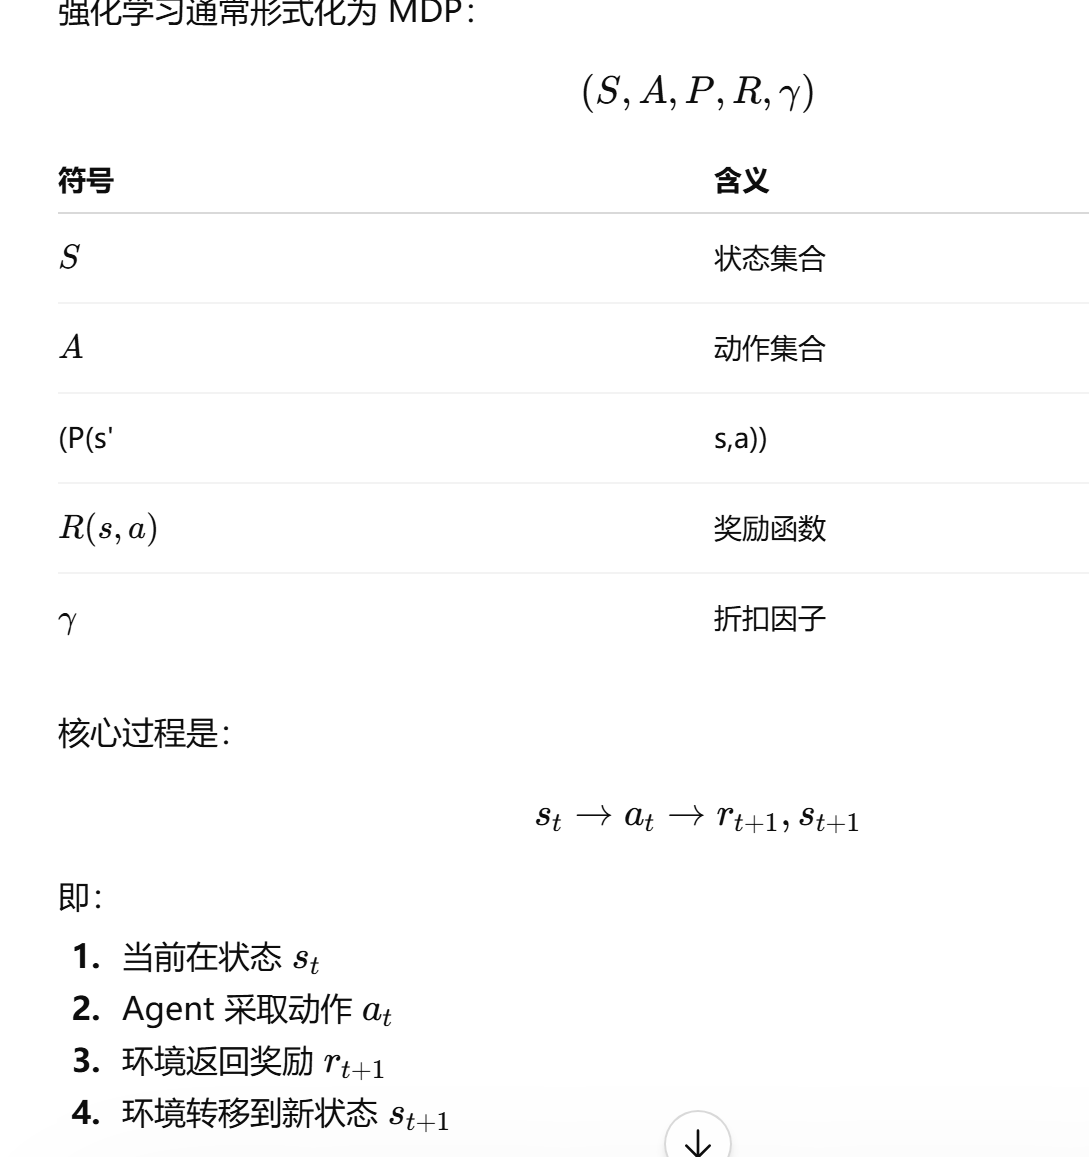 强化学习通常形式化为 MDP：
(S, A, P, R, γ)
符号 含义
S 状态集合
A 动作集合
(P(s' s,a))
R(s, a) 奖励函数
γ 折扣因子
核心过程是：
s_t → a_t → r_{t+1}, s_{t+1}
即：
1. 当前在状态 s_t
2. Agent 采取动作 a_t
3. 环境返回奖励 r_{t+1}
4. 环境转移到新状态 s_{t+1}